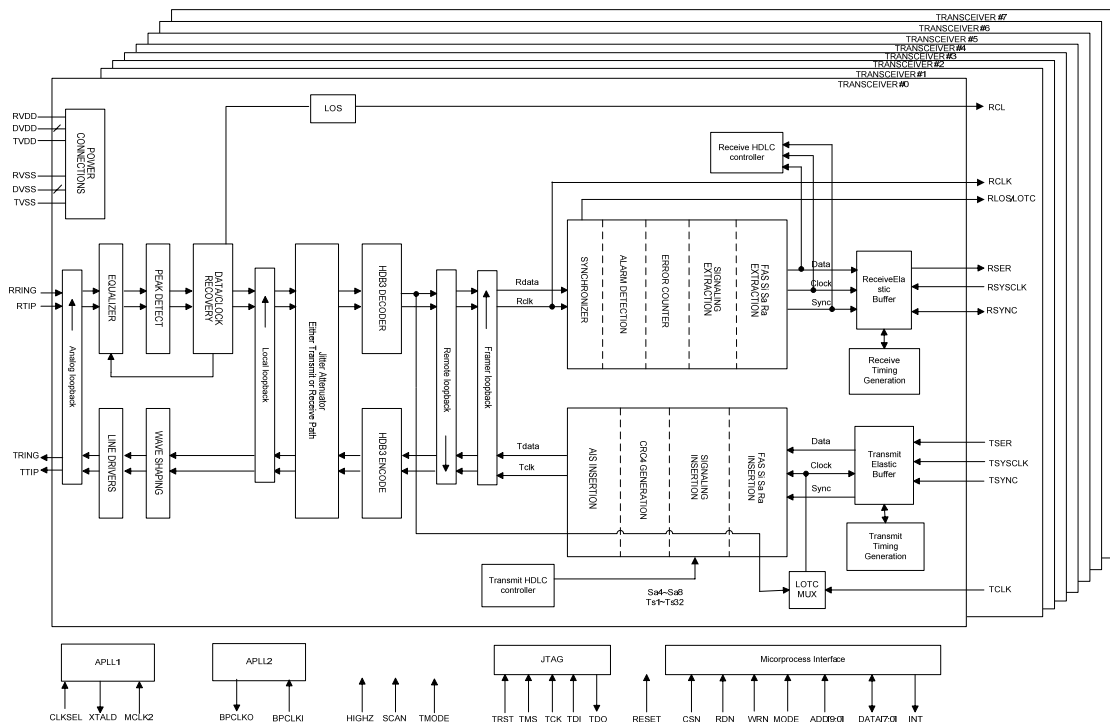 TRANSCEIVER #7
TRANSCEIVER #6
TRANSCEIVER #5
TRANSCEIVER #4
TRANSCEIVER #3
TRANSCEIVER #2
TRANSCEIVER #1
TRANSCEIVER #0
RVDD
DVDD
TVDD
RVSS
DVSS
TVSS
POWER
CONNECTIONS
LOS
RCL
Receive HDLC
controller
RCLK
RLOS/LOTC
RRING
RTIP
Analog loopback
EQUALIZER
PEAK DETECT
DATA/CLOCK
RECOVERY
Local loopback
Jitter Attenuator
Either Transmit or Receive Path
HDB3 DECODER
Remote loopback
Framer loopback
Rdata
Rclk
SYNCHRONIZER
ALARM DETECTION
ERROR COUNTER
SIGNALING
EXTRACTION
FAS Si Sa Ra
EXTRACTION
Data
Clock
Sync
ReceiveEla
stic
Buffer
RSER
RSYSCLK
RSYNC
Receive
Timing
Generation
TRING
TTIP
LINE DRIVERS
WAVE SHAPING
HDB3 ENCODE
Tdata
Tclk
AIS INSERTION
CRC4 GENERATION
SIGNALING
INSERTION
FAS Si Sa Ra
INSERTION
Data
Clock
Sync
Transmit
Elastic
Buffer
TSER
TSYSCLK
TSYNC
Transmit
Timing
Generation
Transmit HDLC
controller
Sa4~Sa8
Ts1~Ts32
LOTC
MUX
TCLK
APLL1
CLKSEL
XTALD
MCLK2
APLL2
BPCLKO
BPCLKI
HIGHZ
SCAN
TMODE
JTAG
TRST
TMS
TCK
TDI
TDO
RESET
Micorprocess Interface
CSN
RDN
WRN
MODE
ADD[9:0]
DATA[7:0]
INT